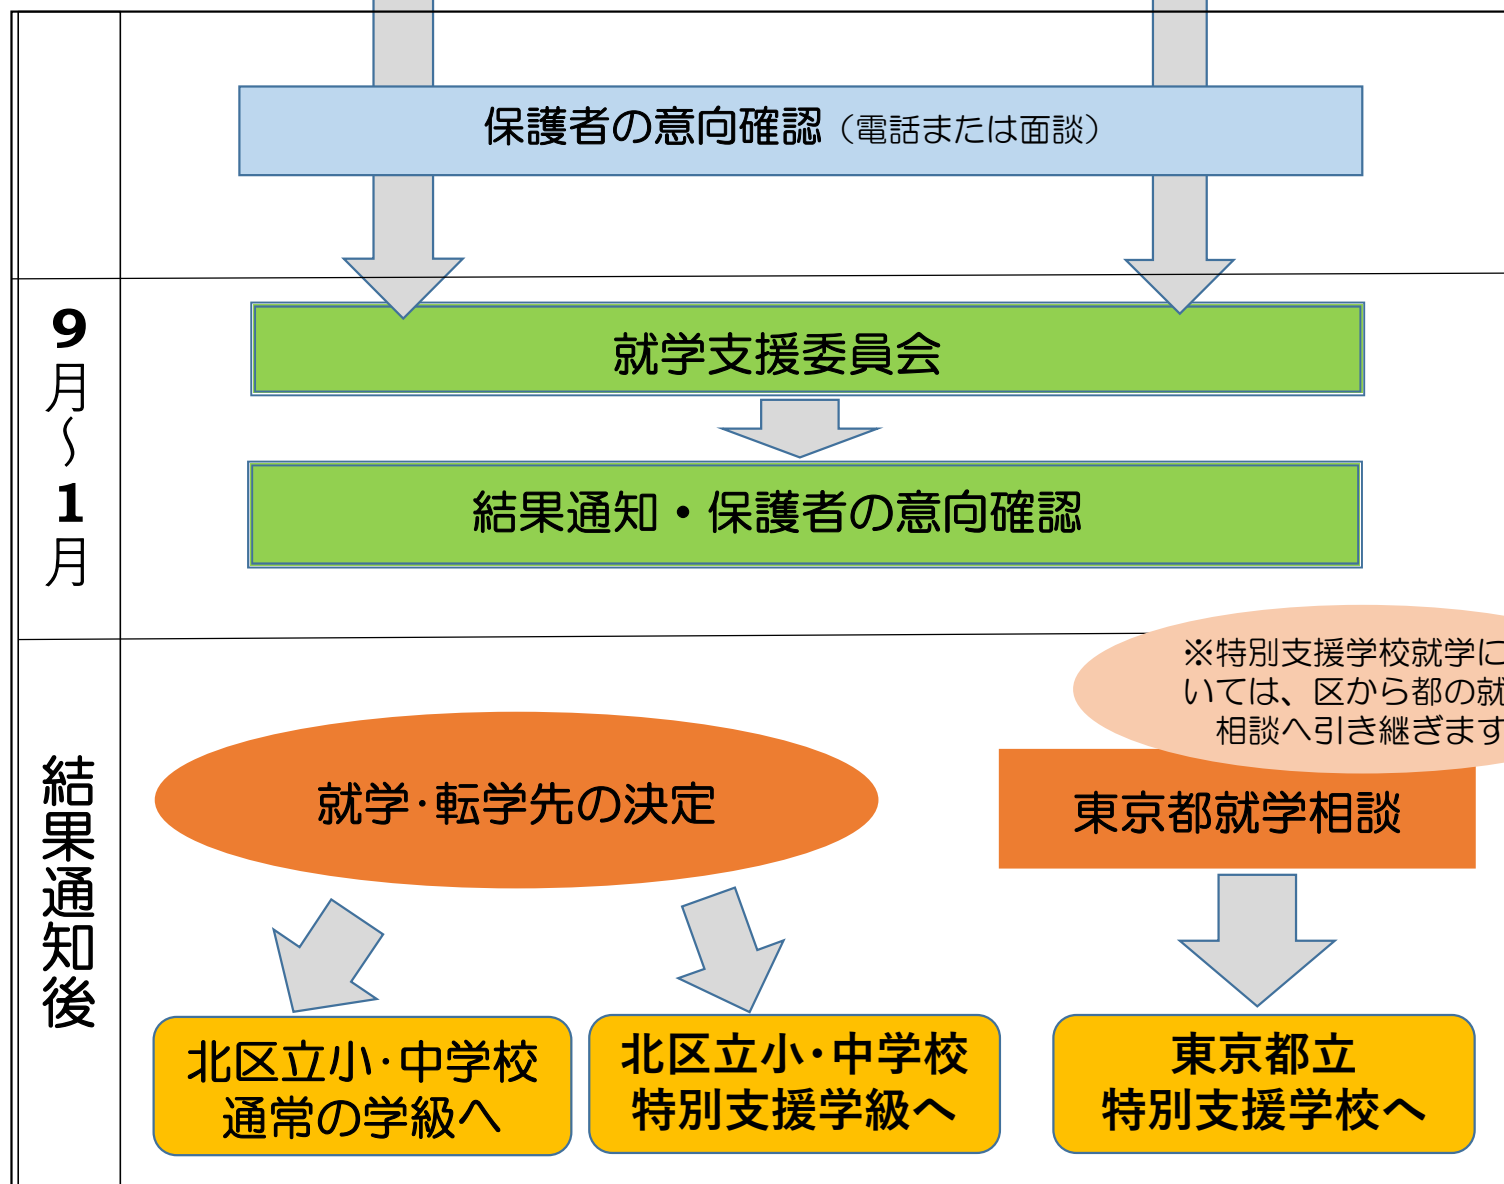 保護者の意向確認（電話または面談）
9月～1月
就学支援委員会
結果通知・保護者の意向確認
※特別支援学校就学に
いては、区から都の就
相談へ引き継ぎます
結果通知後
就学・転学先の決定
東京都就学相談
北区立小・中学校
通常の学級へ
北区立小・中学校
特別支援学級へ
東京都立
特別支援学校へ